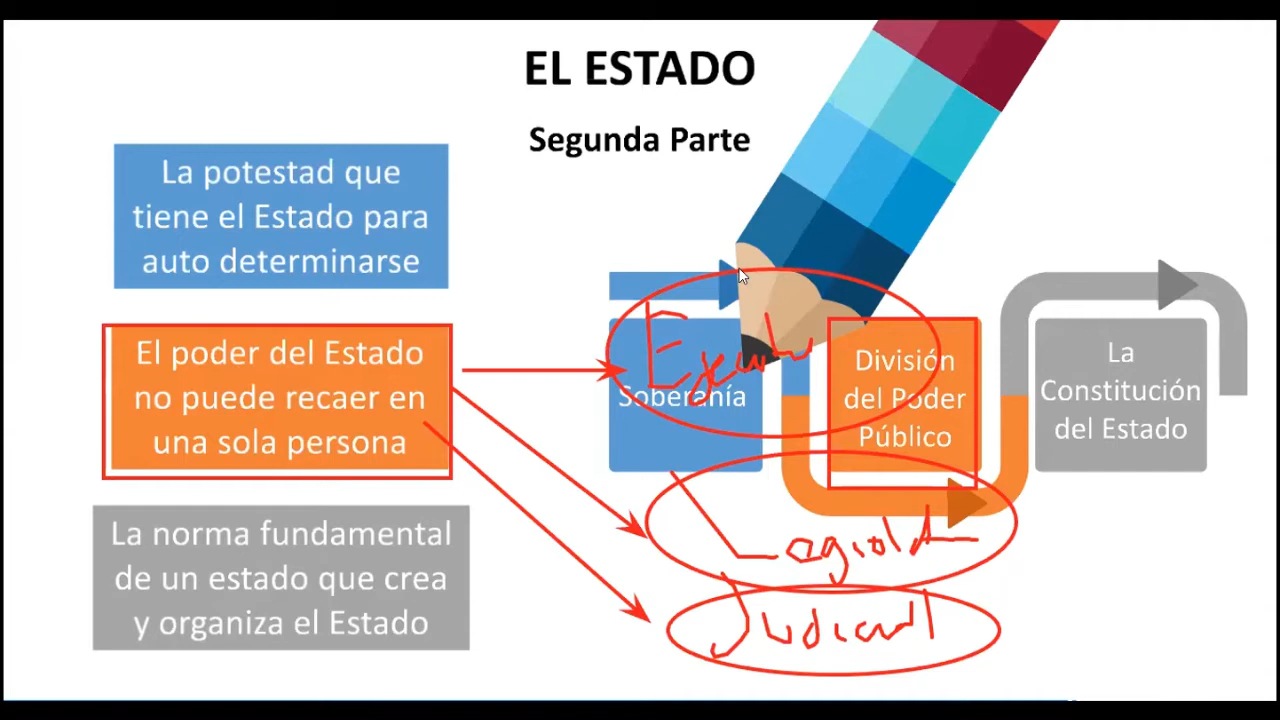 EL ESTADO
Segunda Parte
La potestad que
tiene el Estado para
auto determinarse
El poder del Estado
no puede recaer en
una sola persona
La norma fundamental
de un estado que crea
y organiza el Estado
Soberanía
División
del Poder
Público
La
Constitución
del Estado
Judicial